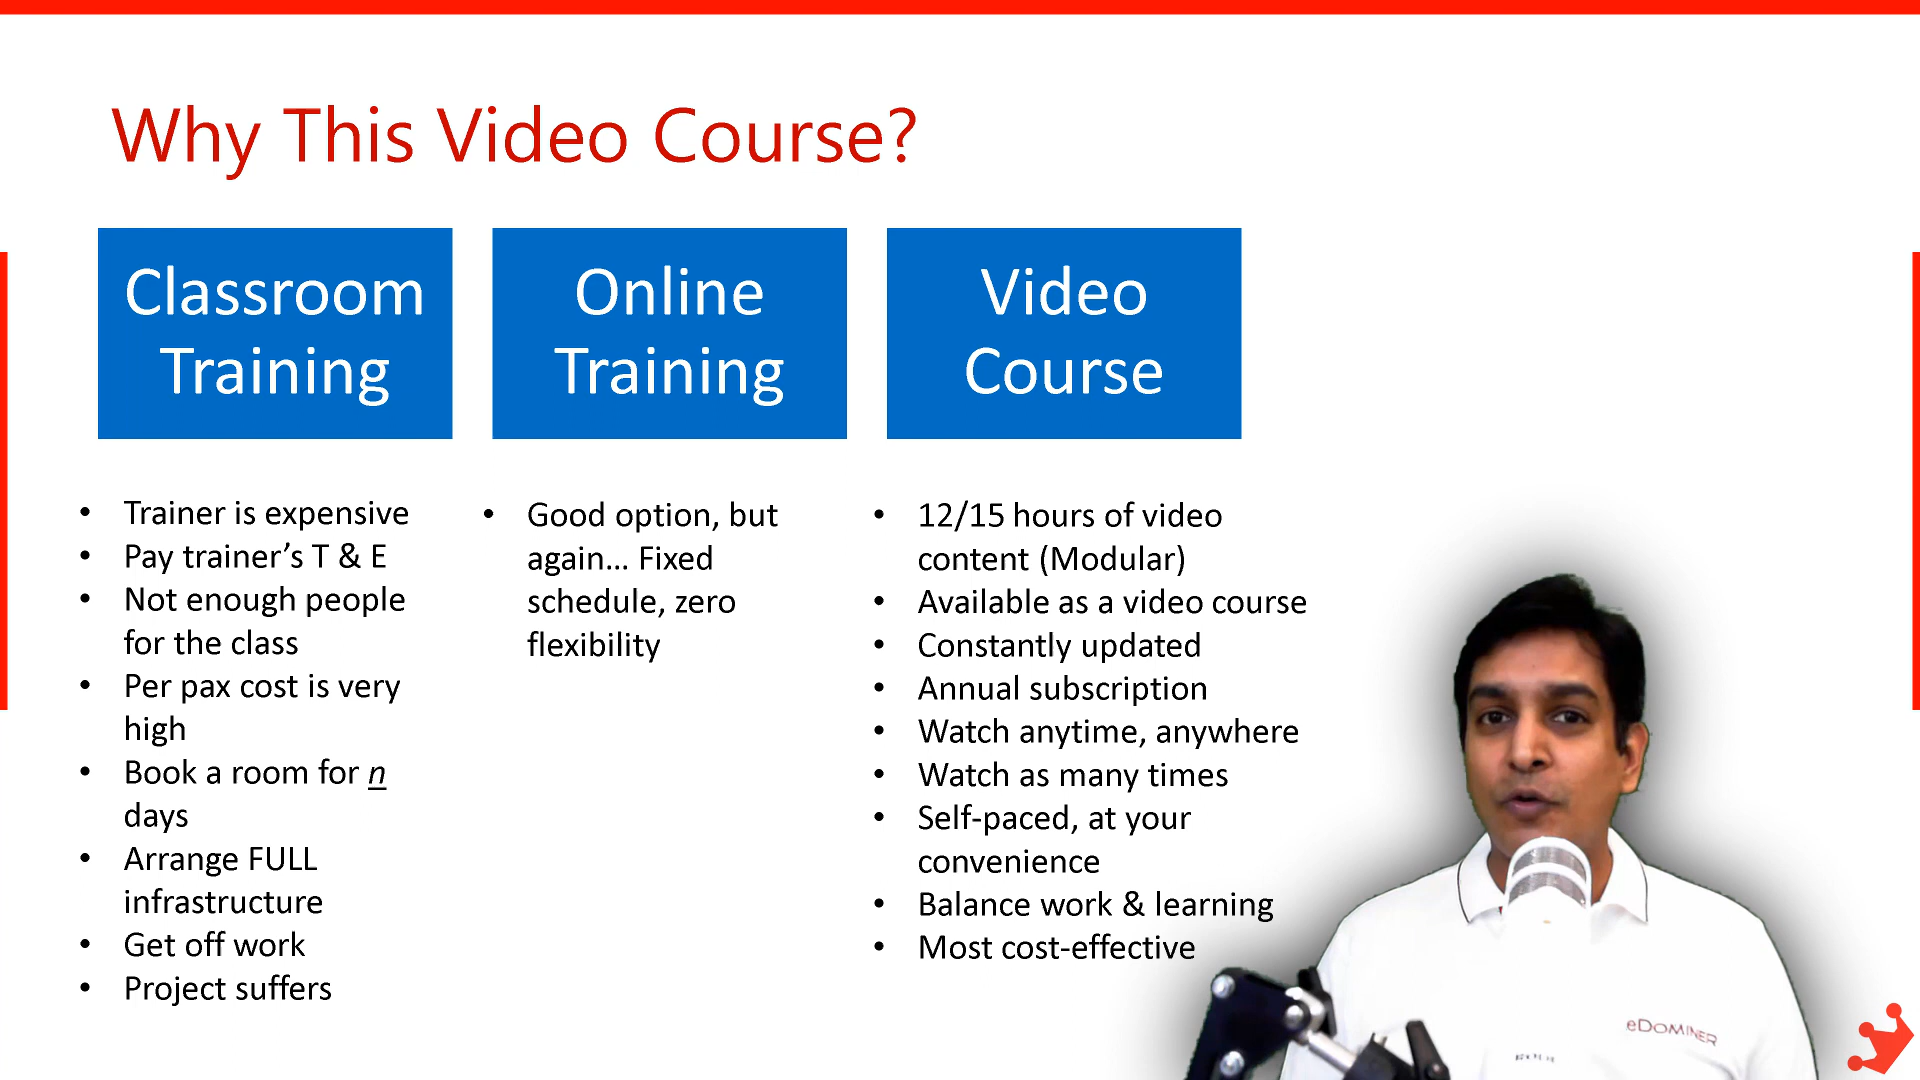 Why This Video Course?
Classroom
Training
Online
Training
Video
Course
• Trainer is expensive
• Pay trainer’s T & E
• Not enough people
for the class
• Per pax cost is very
high
• Book a room for n
days
• Arrange FULL
infrastructure
• Get off work
• Project suffers
• Good option, but
again... Fixed
schedule, zero
flexibility
• 12/15 hours of video
content (Modular)
• Available as a video course
• Constantly updated
• Annual subscription
• Watch anytime, anywhere
• Watch as many times
• Self-paced, at your
convenience
• Balance work & learning
• Most cost-effective
eDOMINER
RODE